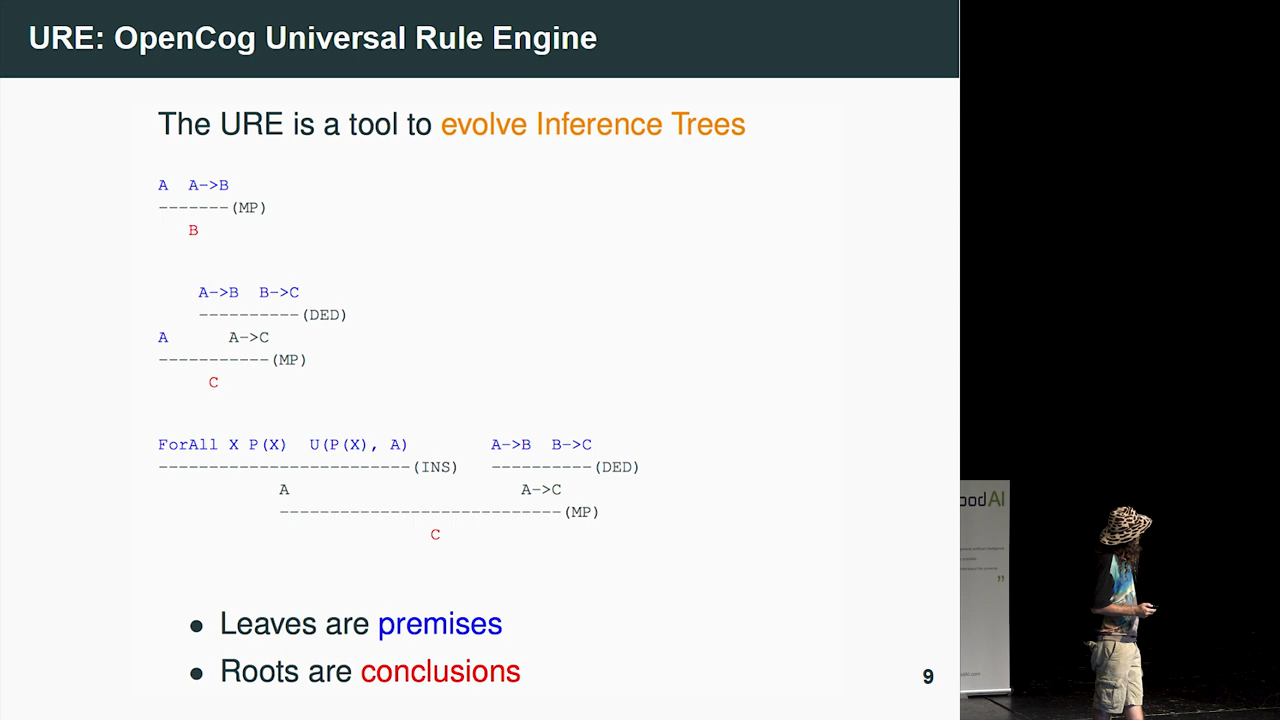 URE: OpenCog Universal Rule Engine
The URE is a tool to evolve Inference Trees
A  A->B
-------(MP)
B
A->B  B->C
----------(DED)
A      A->C
-----------(MP)
C
ForAll X P(X)  U(P(X), A)        A->B  B->C
-------------------------(INS)   ----------(DED)
A                       A->C
----------------------------(MP)
C
• Leaves are premises
• Roots are conclusions
9
oodAI
”